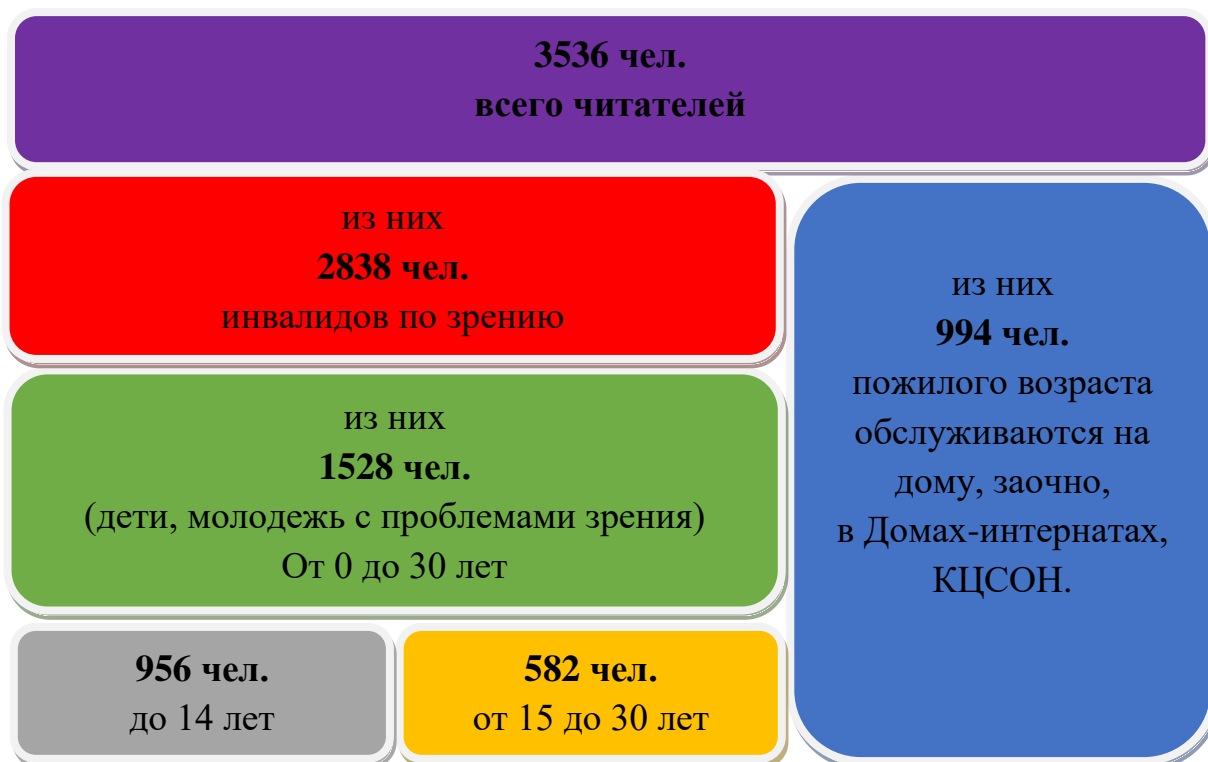 3536 чел.
всего читателей
из них
2838 чел.
инвалидов по зрению
из них
1528 чел.
(дети, молодежь с проблемами зрения)
От 0 до 30 лет
956 чел.
до 14 лет
582 чел.
от 15 до 30 лет
из них
994 чел.
пожилого возраста
обслуживаются на
дому, заочно,
в Домах-интернатах,
КЦСОН.